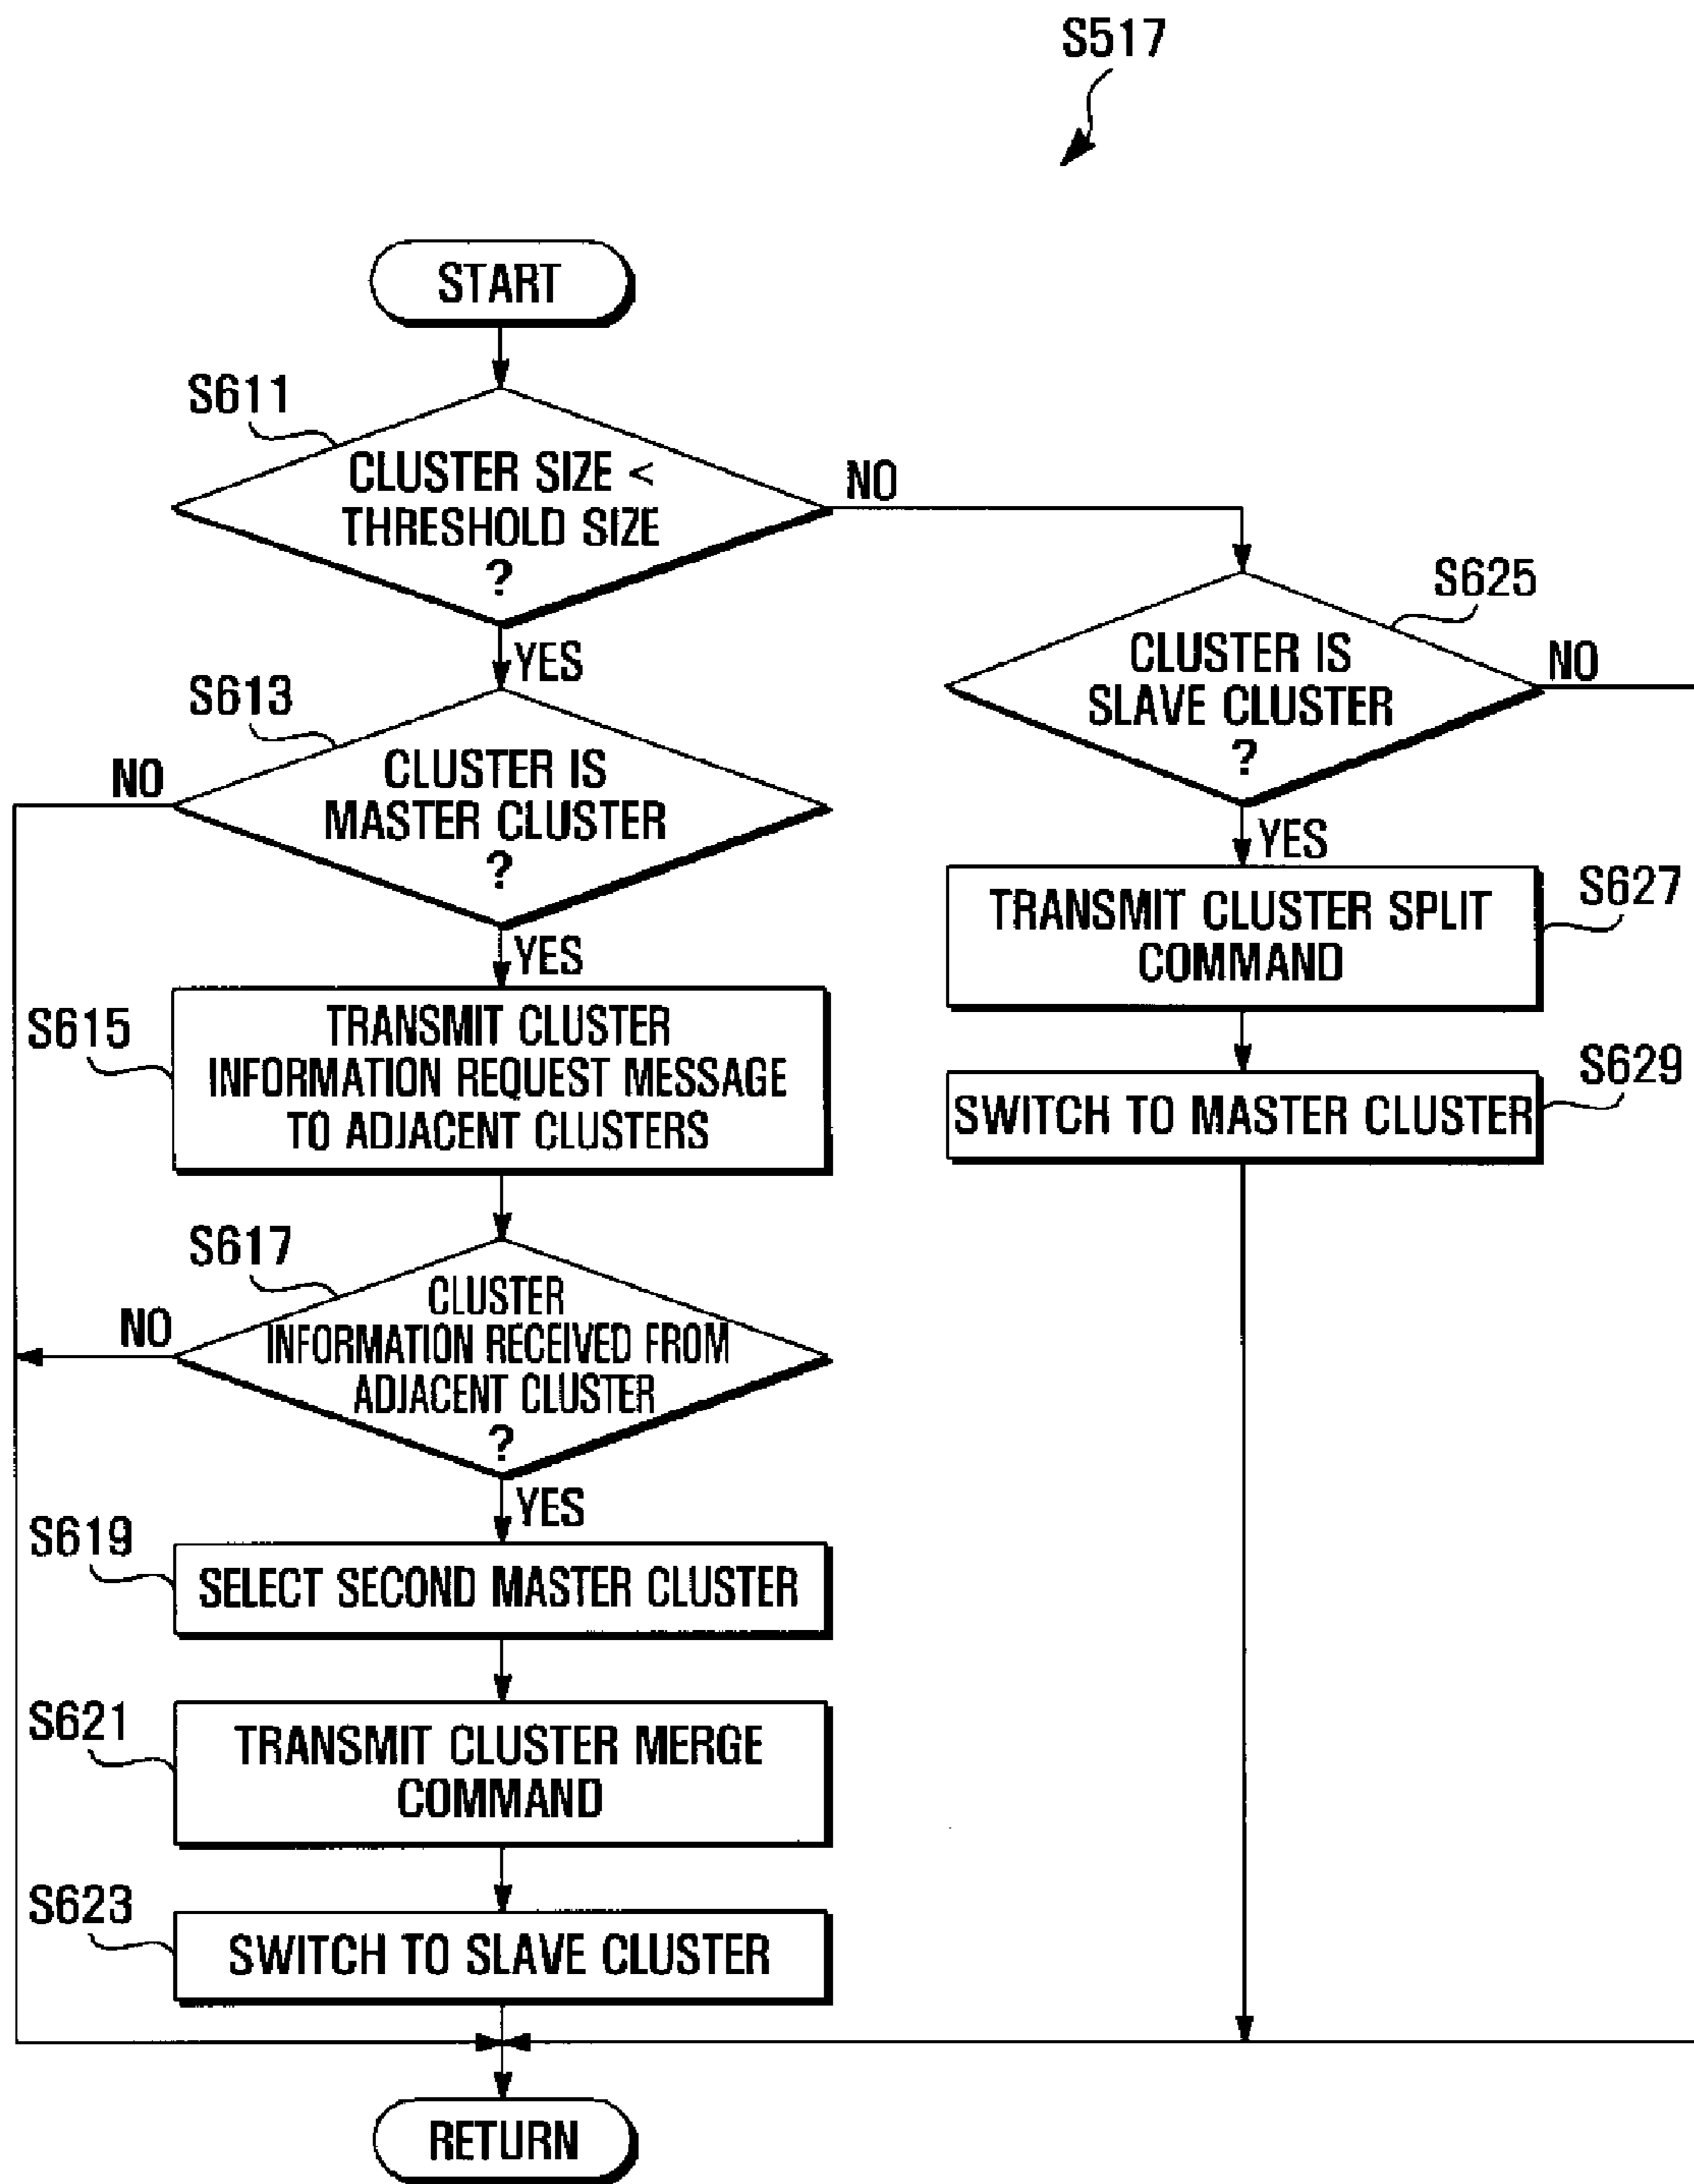 S517
START
S611
CLUSTER SIZE <
THRESHOLD SIZE
?
NO
YES
S625
CLUSTER IS
SLAVE CLUSTER
?
NO
YES
S613
CLUSTER IS
MASTER CLUSTER
?
NO
YES
S627
TRANSMIT CLUSTER SPLIT
COMMAND
S615
TRANSMIT CLUSTER
INFORMATION REQUEST MESSAGE
TO ADJACENT CLUSTERS
S629
SWITCH TO MASTER CLUSTER
S617
CLUSTER
INFORMATION RECEIVED FROM
ADJACENT CLUSTER
?
NO
YES
S619
SELECT SECOND MASTER CLUSTER
S621
TRANSMIT CLUSTER MERGE
COMMAND
S623
SWITCH TO SLAVE CLUSTER
RETURN